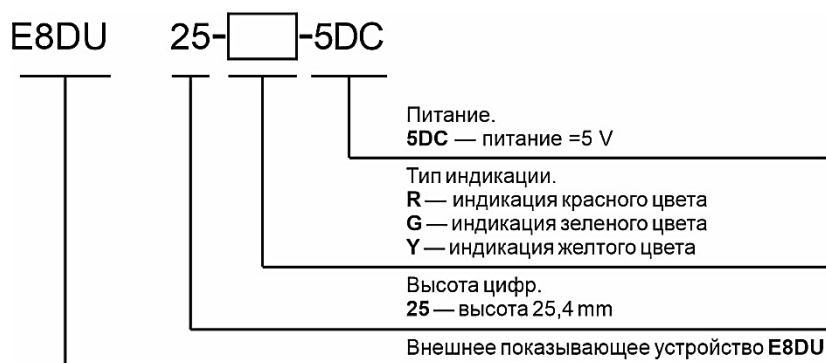 E8DU 25- -5DC
Питание.
5DC — питание =5 V
Тип индикации.
R — индикация красного цвета
G — индикация зеленого цвета
Y — индикация желтого цвета
Высота цифр.
25 — высота 25,4 mm
Внешнее показывающее устройство E8DU